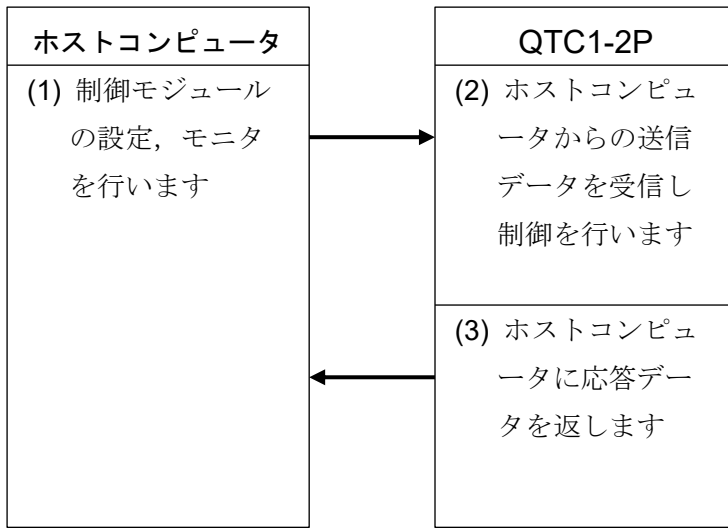 ホストコンピュータ
(1) 制御モジュール
の設定，モニタ
を行います
QTC1-2P
(2) ホストコンピュ
ータからの送信
データを受信し
制御を行います
(3) ホストコンピュ
ータに応答デー
タを返します